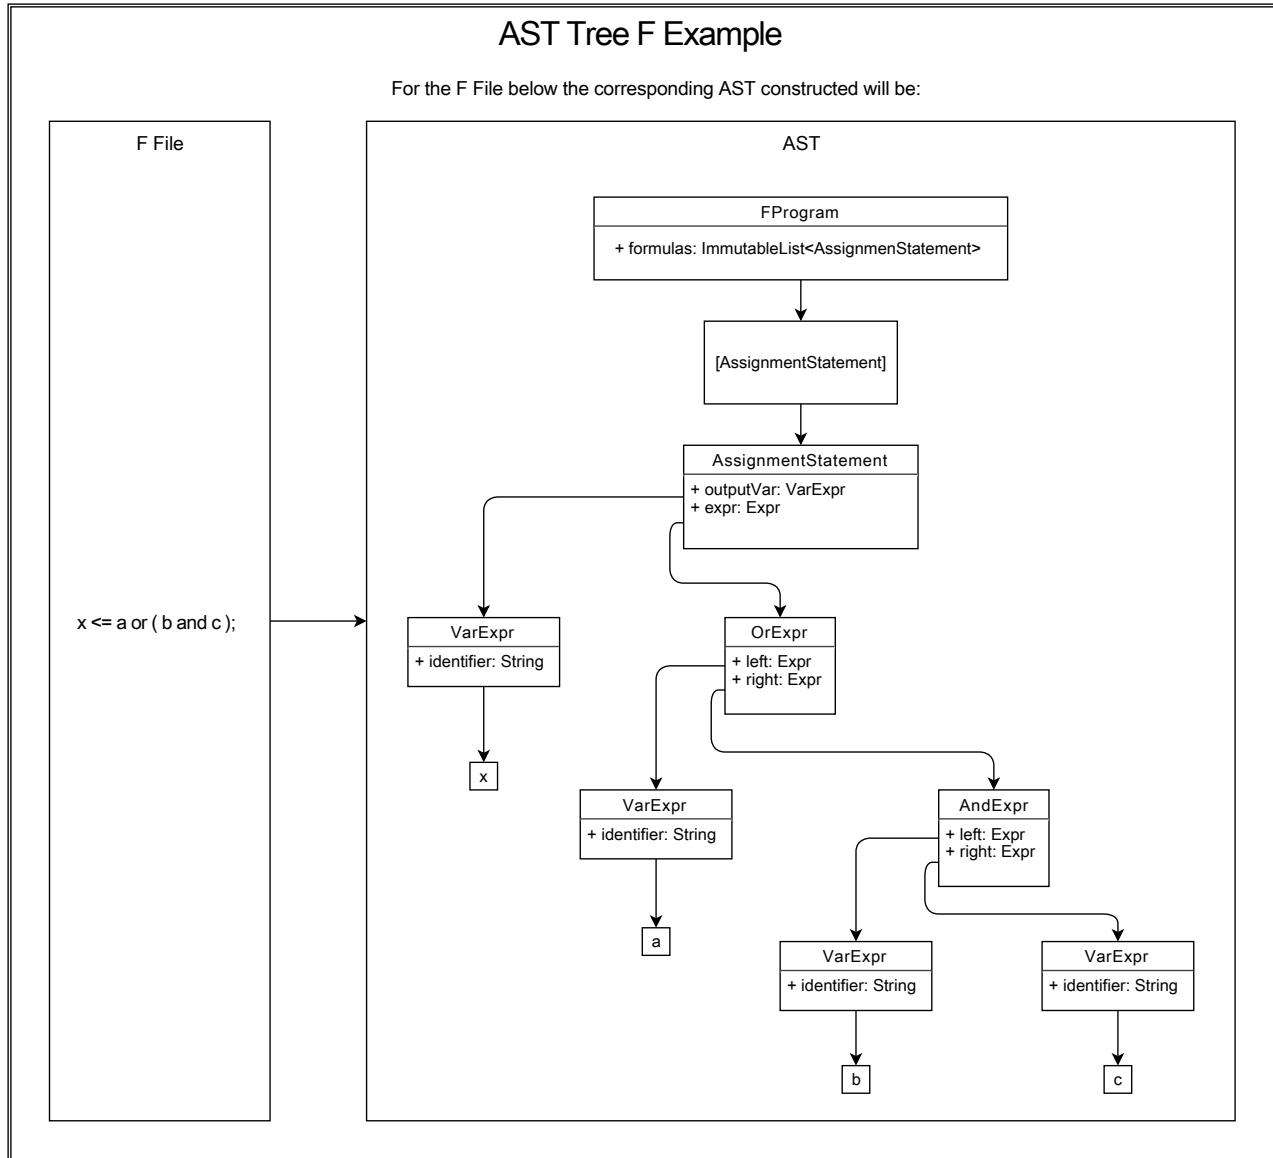 AST Tree F Example
For the F File below the corresponding AST constructed will be:
F File
x <= a or ( b and c );
AST
FProgram
+ formulas: ImmutableList<AssignmenStatement>
[AssignmentStatement]
AssignmentStatement
+ outputVar: VarExpr
+ expr: Expr
VarExpr
+ identifier: String
x
OrExpr
+ left: Expr
+ right: Expr
VarExpr
+ identifier: String
a
AndExpr
+ left: Expr
+ right: Expr
VarExpr
+ identifier: String
b
VarExpr
+ identifier: String
c